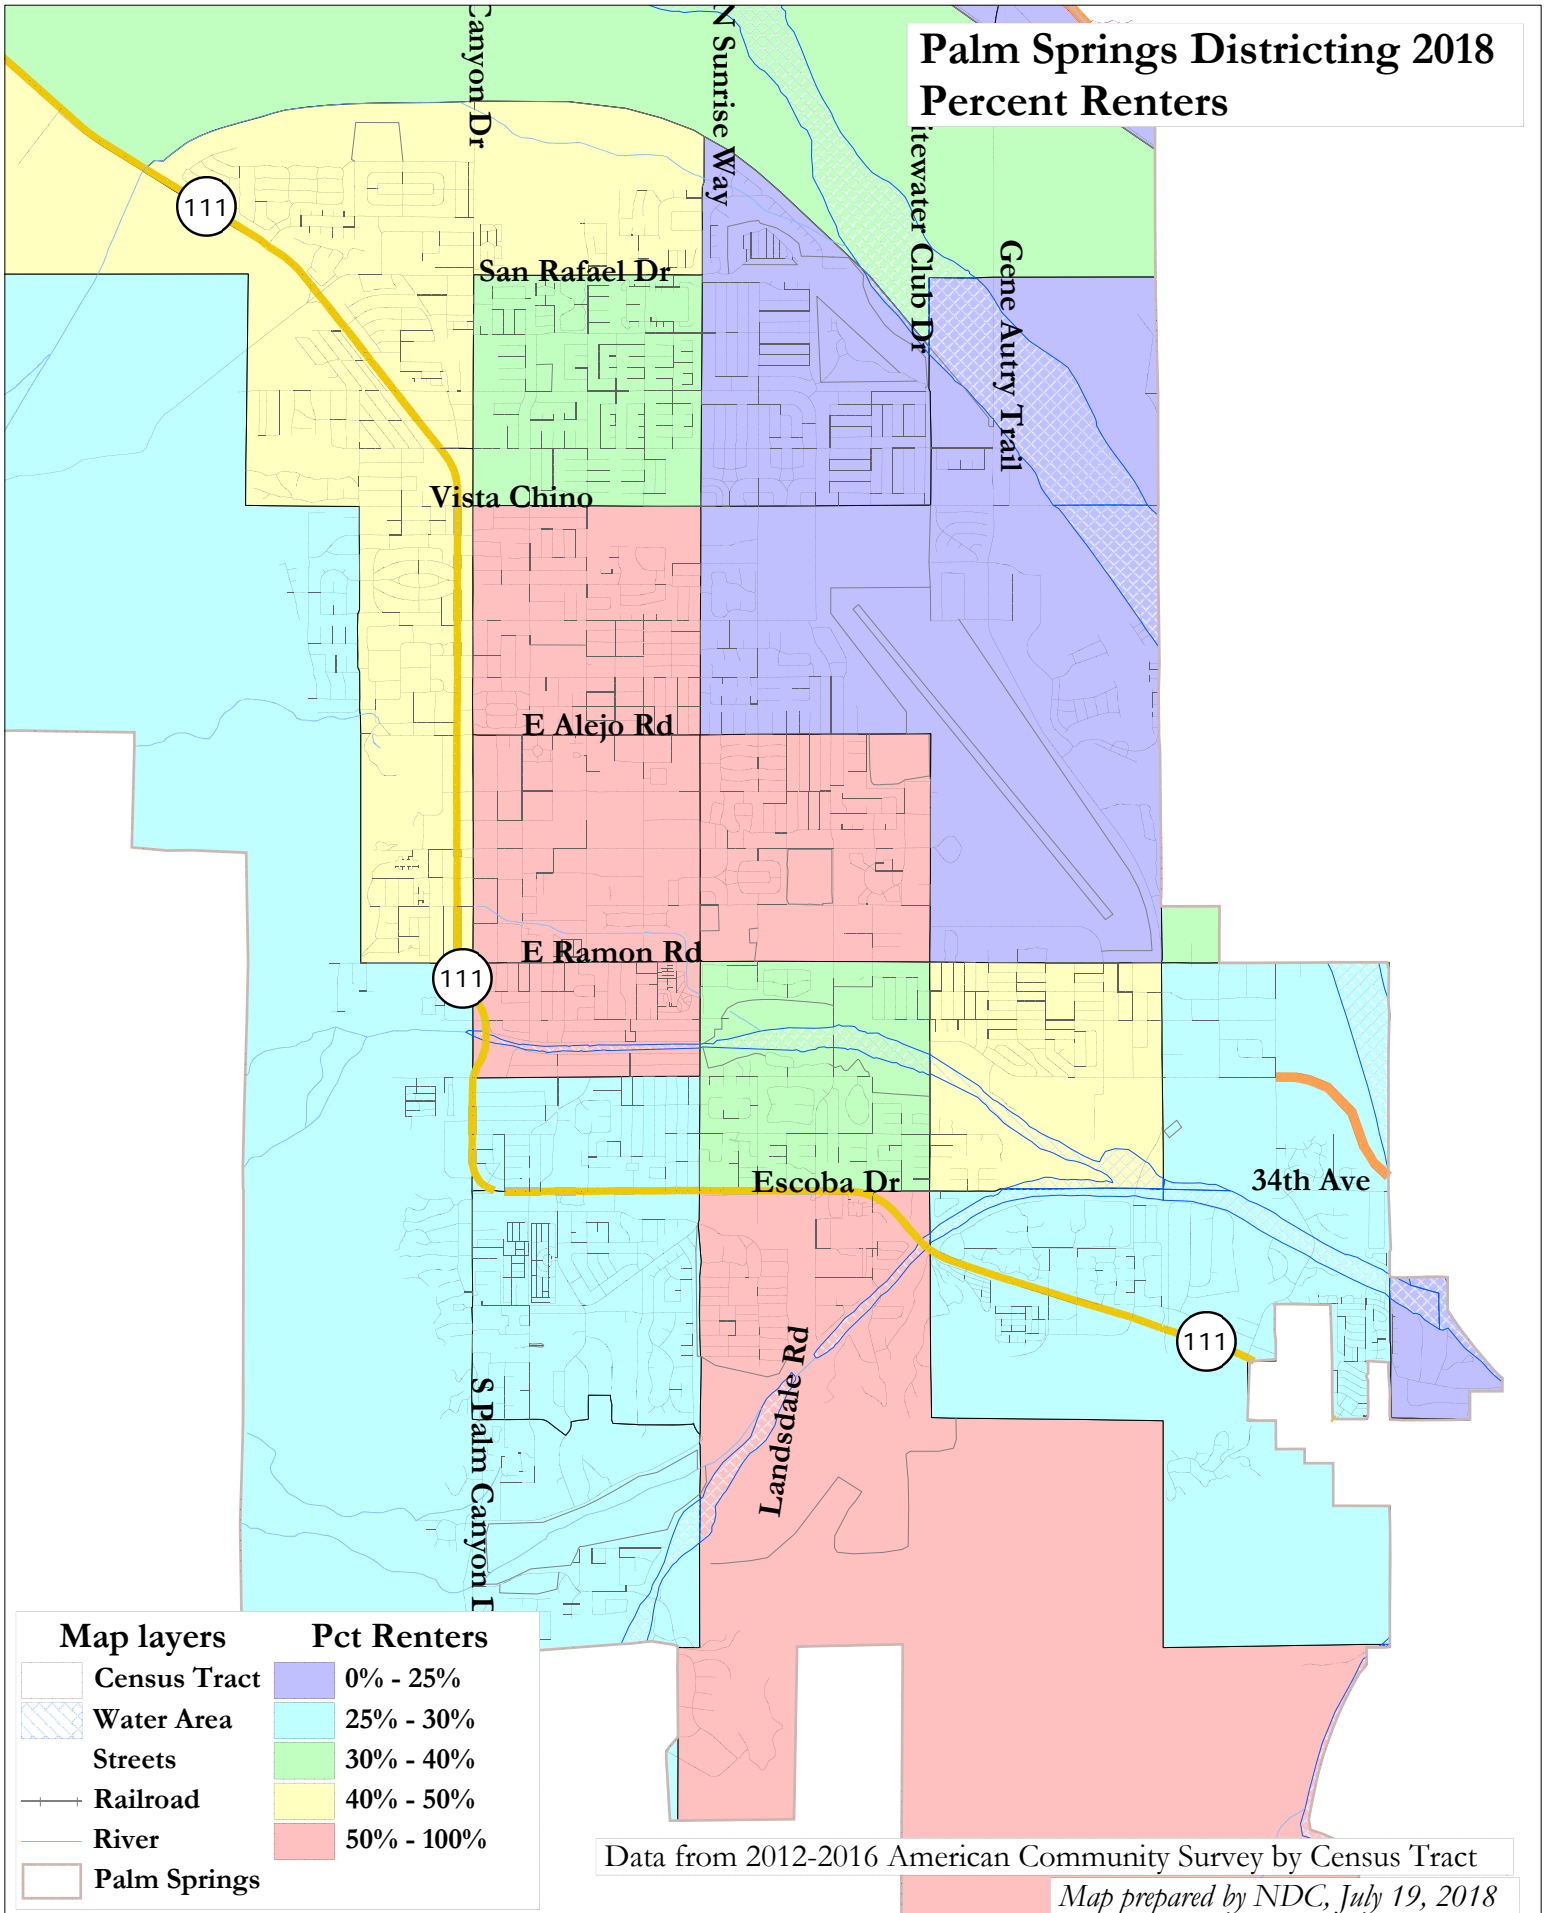 Palm Springs Districting 2018
Percent Renters
Canyon Dr
N Sunrise Way
itewater Club Dr
Gene Autry Trail
111
San Rafael Dr
Vista Chino
E Alejo Rd
E Ramon Rd
111
Escoba Dr
34th Ave
111
Landsdale Rd
S Palm Canyon
Map layers
Census Tract
Water Area
Streets
Railroad
River
Palm Springs
Pct Renters
0% - 25%
25% - 30%
30% - 40%
40% - 50%
50% - 100%
Data from 2012-2016 American Community Survey by Census Tract
Map prepared by NDC, July 19, 2018